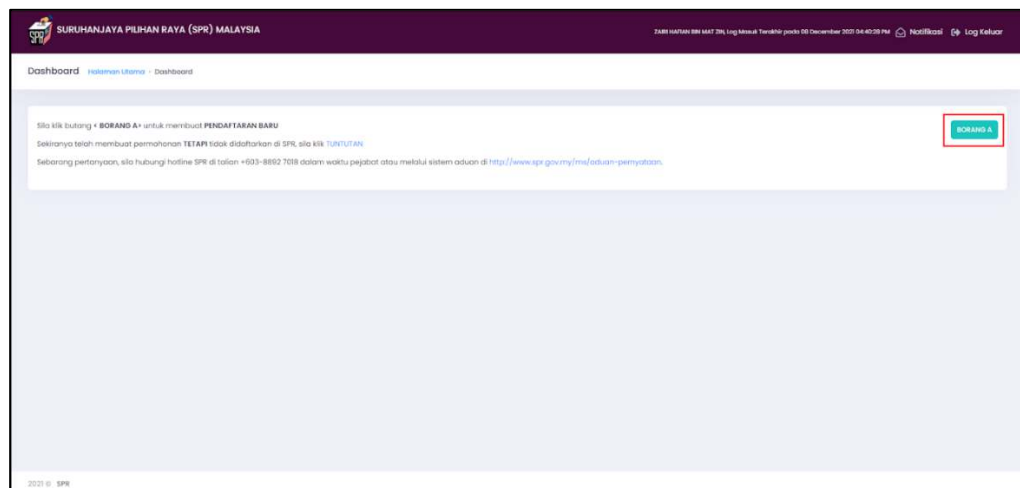 SPR
SURUHANJAYA PILIHAN RAYA (SPR) MALAYSIA
ZABRI HAFIAN BIN MAT ZIN, Log Masuk Terakhir pada 08 December 2021 04:40:28 PM Notifikasi Log Keluar
Dashboard Halaman Utama - Dashboard
Sila klik butang < BORANG A> untuk membuat PENDAFTARAN BARU
BORANG A
Sekiranya telah membuat permohonan TETAPI tidak didaftarkan di SPR, sila klik TUNTUTAN
Sebarang pertanyaan, sila hubungi hotline SPR di talian +603-8892 7018 dalam waktu pejabat atau melalui sistem aduan di http://www.spr.gov.my/ms/aduan-pernyataan.
2021 © SPR